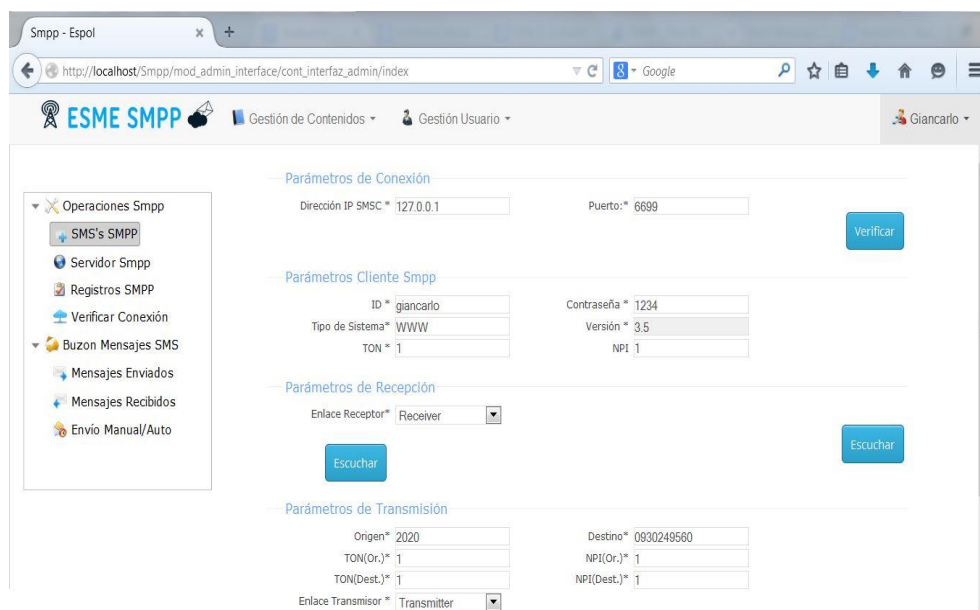 Smpp - Espol
http://localhost/Smpp/mod_admin_interface/cont_interfaz_admin/index
8 Google
ESME SMPP Gestión de Contenidos Gestión Usuario Giancarlo
Operaciones Smpp
SMS's SMPP
Servidor Smpp
Registros SMPP
Verificar Conexión
Buzon Mensajes SMS
Mensajes Enviados
Mensajes Recibidos
Envío Manual/Auto
Parámetros de Conexión
Dirección IP SMSC * 127.0.0.1 Puerto:* 6699
Verificar
Parámetros Cliente Smpp
ID * giancarlo Contraseña * 1234
Tipo de Sistema* WWW Versión * 3.5
TON * 1 NPI 1
Parámetros de Recepción
Enlace Receptor* Receiver
Escuchar
Escuchar
Parámetros de Transmisión
Origen* 2020 Destino* 0930249560
TON(Or.)* 1 NPI(Or.)* 1
TON(Dest.)* 1 NPI(Dest.)* 1
Enlace Transmisor * Transmitter